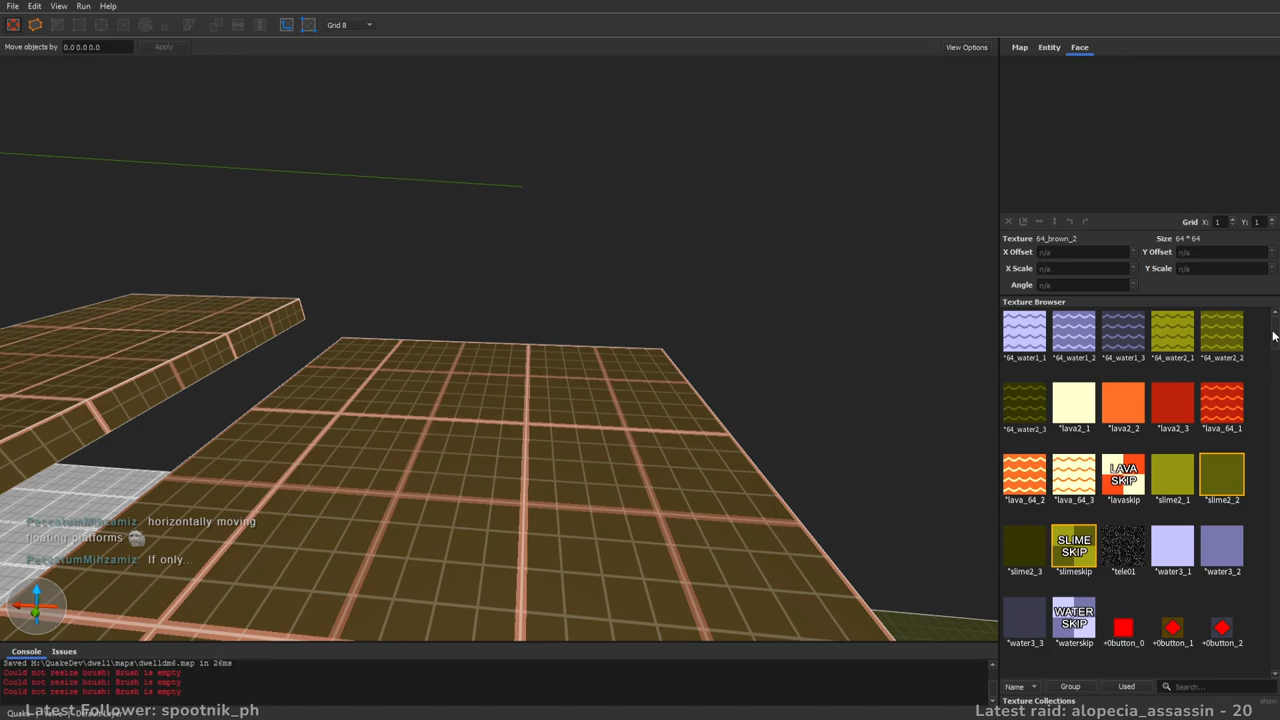 File Edit View Run Help
Grid 8
Move objects by 0.0 0.0 0.0 Apply View Options
Map Entity Face
Grid X: 1 Y: 1
Texture 64_brown_2 Size 64 * 64
X Offset n/a Y Offset n/a
X Scale n/a Y Scale n/a
Angle n/a
Texture Browser
*64_water1_1 *64_water1_2 *64_water1_3 *64_water2_1 *64_water2_2
*64_water2_3 *lava2_1 *lava2_2 *lava2_3 *lava_64_1
LAVA
SKIP
*lava_64_2 *lava_64_3 *lavaskip *slime2_1 *slime2_2
SLIME
SKIP
*slime2_3 *slimeskip *tele01 *water3_1 *water3_2
WATER
SKIP
*water3_3 *waterskip +0button_0 +0button_1 +0button_2
Name Group Used Search...
Texture Collections show
PeccatumMihzamiz: horizontally moving
floating platforms
PeccatumMihzamiz: If only...
Console Issues
Saved M:\QuakeDev\dwell\maps\dwelldm6.map in 26ms
Could not resize brush: Brush is empty
Could not resize brush: Brush is empty
Could not resize brush: Brush is empty
Latest Follower: spootnik_ph
Latest raid: alopecia_assassin - 20